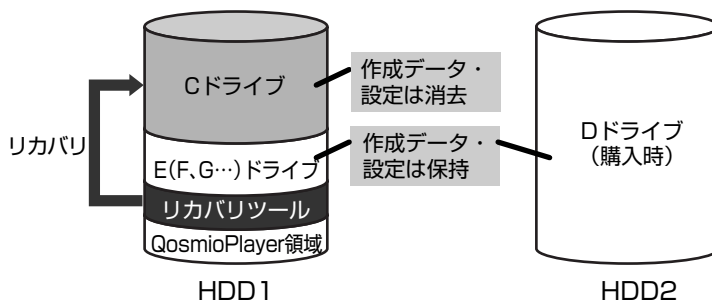 Cドライブ
作成データ・
設定は消去
リカバリ
E(F、G…)ドライブ
作成データ・
設定は保持
Dドライブ
(購入時)
リカバリツール
QosmioPlayer領域
HDD1
HDD2